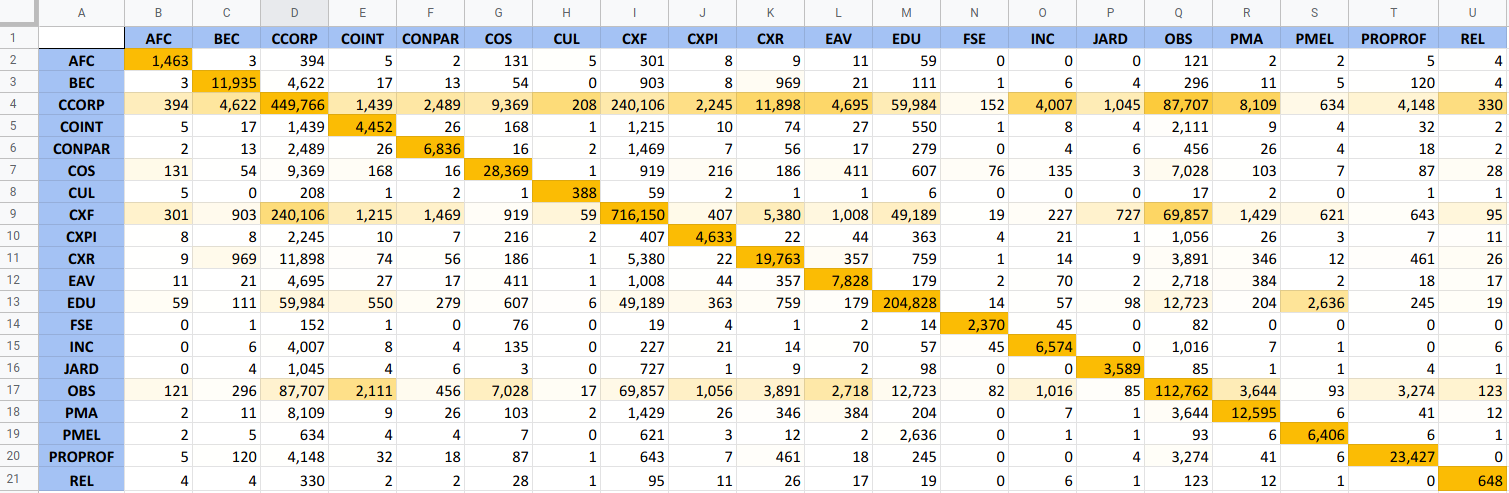 A B C D E F G H I J K L M N O P Q R S T U
1 AFC BEC CCORP COINT CONPAR COS CUL CXF CXPI CXR EAV EDU FSE INC JARD OBS PMA PMEL PROPROF REL
2 AFC 1,463 3 394 5 2 131 5 301 8 9 11 59 0 0 0 121 2 2 5 4
3 BEC 3 11,935 4,622 17 13 54 0 903 8 969 21 111 1 6 4 296 11 5 120 4
4 CCORP 394 4,622 449,766 1,439 2,489 9,369 208 240,106 2,245 11,898 4,695 59,984 152 4,007 1,045 87,707 8,109 634 4,148 330
5 COINT 5 17 1,439 4,452 26 168 1 1,215 10 74 27 550 1 8 4 2,111 9 4 32 2
6 CONPAR 2 13 2,489 26 6,836 16 2 1,469 7 56 17 279 0 4 6 456 26 4 18 2
7 COS 131 54 9,369 168 16 28,369 1 919 216 186 411 607 76 135 3 7,028 103 7 87 28
8 CUL 5 0 208 1 2 1 388 59 2 1 1 6 0 0 0 17 2 0 1 1
9 CXF 301 903 240,106 1,215 1,469 919 59 716,150 407 5,380 1,008 49,189 19 227 727 69,857 1,429 621 643 95
10 CXPI 8 8 2,245 10 7 216 2 407 4,633 22 44 363 4 21 1 1,056 26 3 7 11
11 CXR 9 969 11,898 74 56 186 1 5,380 22 19,763 357 759 1 14 9 3,891 346 12 461 26
12 EAV 11 21 4,695 27 17 411 1 1,008 44 357 7,828 179 2 70 2 2,718 384 2 18 17
13 EDU 59 111 59,984 550 279 607 6 49,189 363 759 179 204,828 14 57 98 12,723 204 2,636 245 19
14 FSE 0 1 152 1 0 76 0 19 4 1 2 14 2,370 45 0 82 0 0 0 0
15 INC 0 6 4,007 8 4 135 0 227 21 14 70 57 45 6,574 0 1,016 7 1 0 6
16 JARD 0 4 1,045 4 6 3 0 727 1 9 2 98 0 0 3,589 85 1 1 4 1
17 OBS 121 296 87,707 2,111 456 7,028 17 69,857 1,056 3,891 2,718 12,723 82 1,016 85 112,762 3,644 93 3,274 123
18 PMA 2 11 8,109 9 26 103 2 1,429 26 346 384 204 0 7 1 3,644 12,595 6 41 12
19 PMEL 2 5 634 4 4 7 0 621 3 12 2 2,636 0 1 1 93 6 6,406 6 1
20 PROPROF 5 120 4,148 32 18 87 1 643 7 461 18 245 0 0 4 3,274 41 6 23,427 0
21 REL 4 4 330 2 2 28 1 95 11 26 17 19 0 6 1 123 12 1 0 648